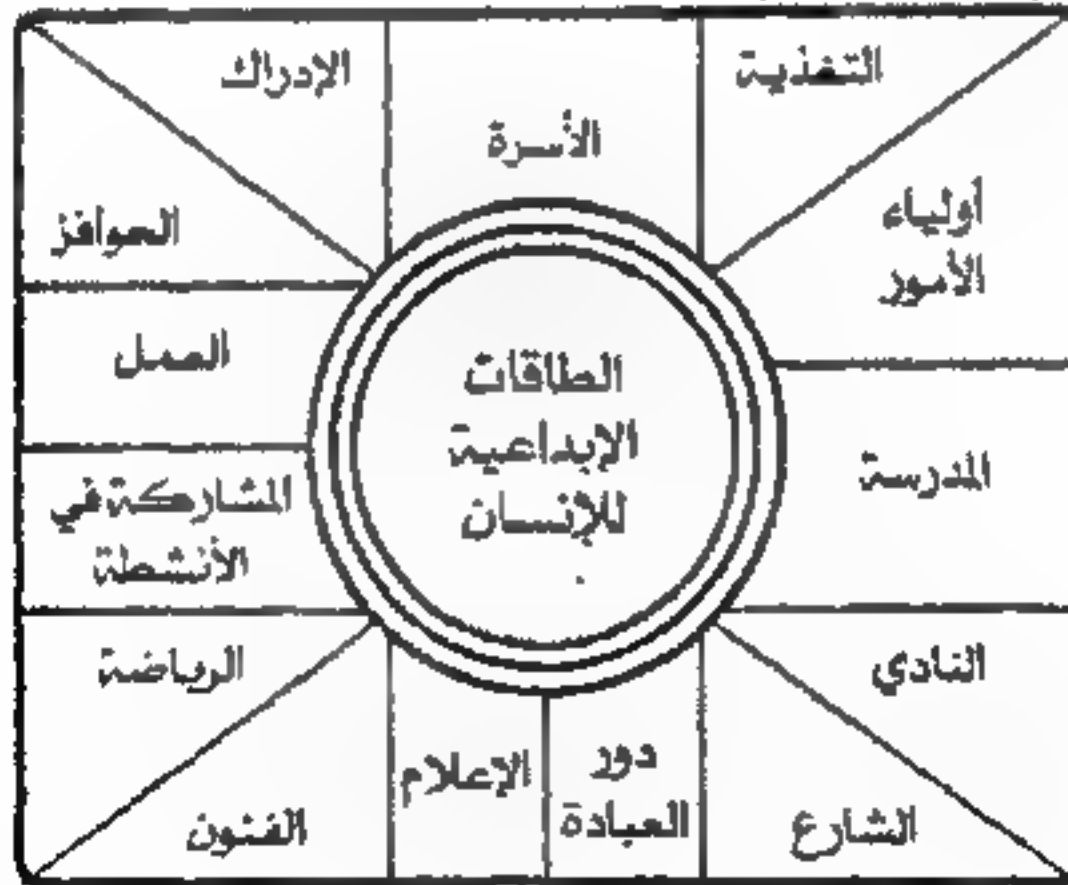 التغذية
الأسرة
الإدراك
أولياء
الأمور
الحوافز
العمل
المدرسة
الطاقات
الإبداعية
للإنسان
المشاركة في
الأنشطة
الرياضة
النادي
الفنون
الإعلام
دور
العبادة
الشارع